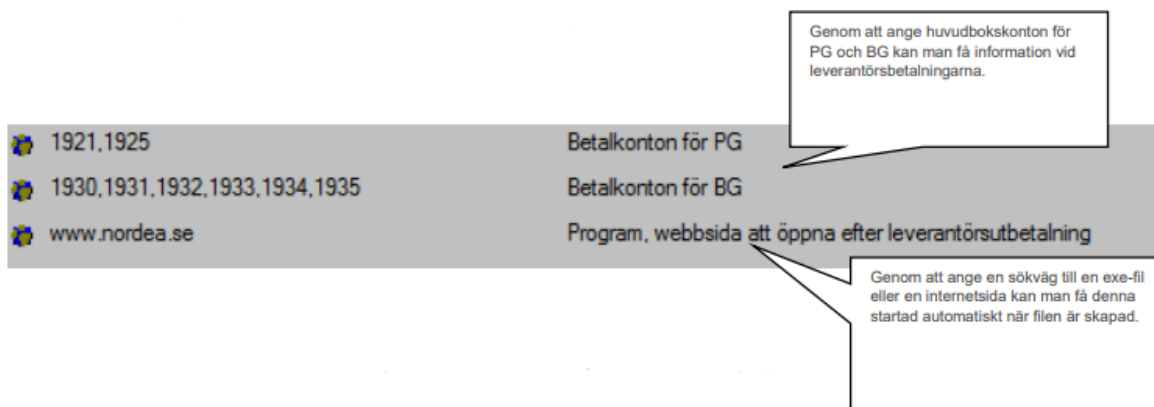 Genom att ange huvudbokskonton för
PG och BG kan man få information vid
leverantörsbetalningarna.
1921,1925 Betalkonton för PG
1930,1931,1932,1933,1934,1935 Betalkonton för BG
www.nordea.se Program, webbsida att öppna efter leverantörsutbetalning
Genom att ange en sökväg till en exe-fil
eller en internetsida kan man få denna
startad automatiskt när filen är skapad.